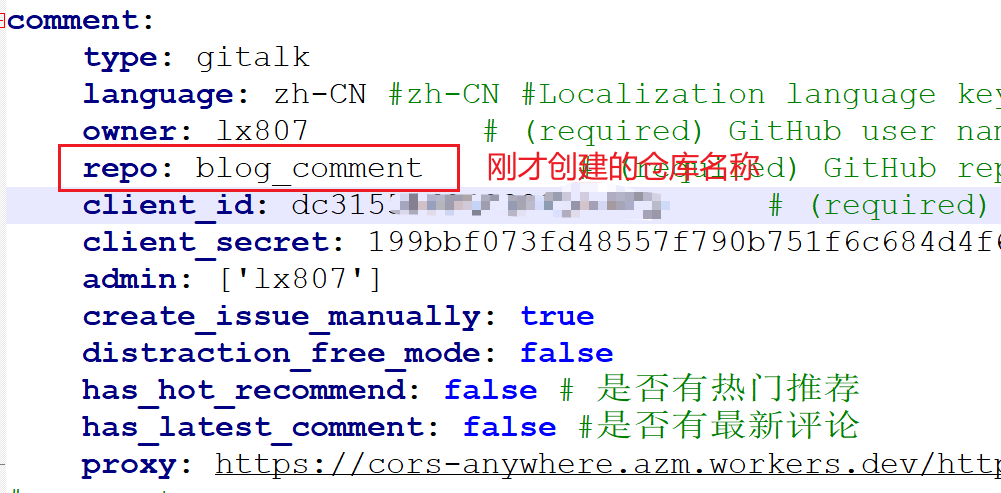 comment:
type: gitalk
language: zh-CN #zh-CN #Localization language key
owner: lx807 # (required) GitHub user nam
repo: blog_comment 刚才创建的仓库名称 (required) GitHub rep
client_id: dc315 # (required)
client_secret: 199bbf073fd48557f790b751f6c684d4f6
admin: ['lx807']
create_issue_manually: true
distraction_free_mode: false
has_hot_recommend: false # 是否有热门推荐
has_latest_comment: false #是否有最新评论
proxy: https://cors-anywhere.azm.workers.dev/http